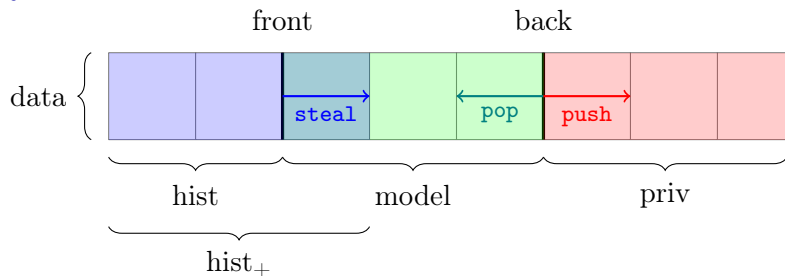 front back
data
steal pop push
hist model priv
hist₊